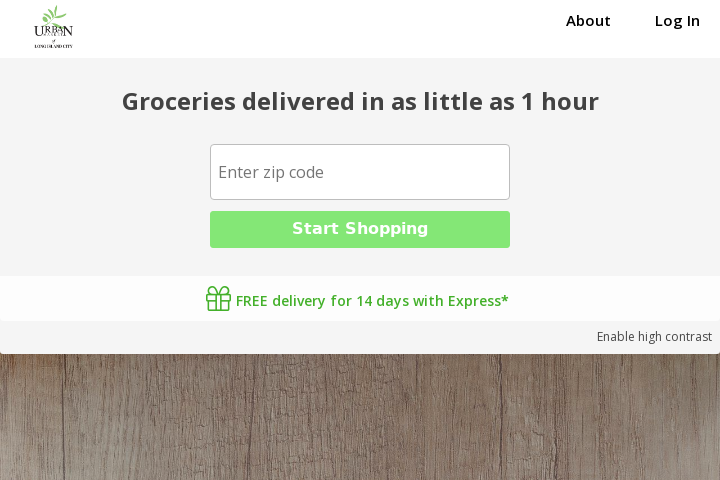 URBAN
of
LONG ISLAND CITY
About
Log In
Groceries delivered in as little as 1 hour
Enter zip code
Start Shopping
FREE delivery for 14 days with Express*
Enable high contrast